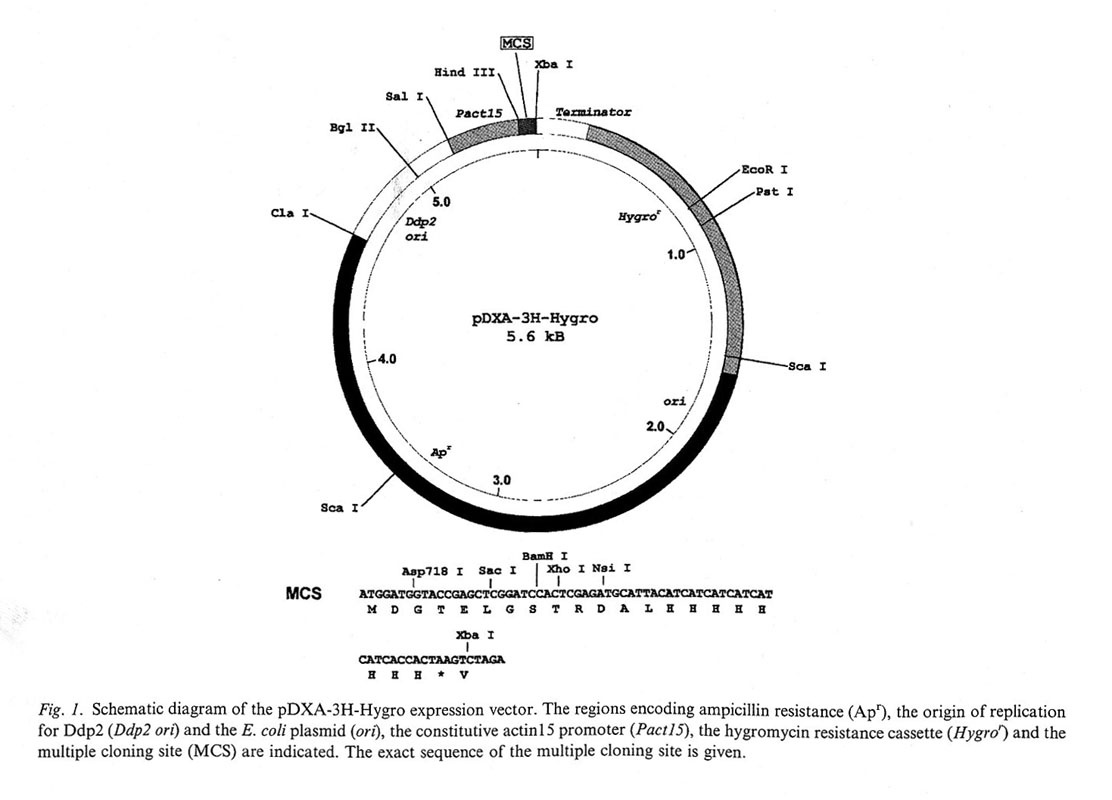 MCS
Xba I
Hind III
Sal I
Pact15
Terminator
Bgl II
EcoR I
Pst I
5.0
Cla I
Ddp2
ori
Hygroʳ
1.0
pDXA-3H-Hygro
5.6 kB
4.0
Sca I
ori
2.0
Apʳ
3.0
Sca I
BamH I
Asp718 I Sac I Xho I Nsi I
MCS ATGGATGGTACCGAGCTCGGATCCACTCGAGATGCATTACATCATCATCATCAT
M D G T E L G S T R D A L H H H H H
Xba I
CATCACCACTAAGTCTAGA
H H H * V
Fig. 1. Schematic diagram of the pDXA-3H-Hygro expression vector. The regions encoding ampicillin resistance (Apʳ), the origin of replication
for Ddp2 (Ddp2 ori) and the E. coli plasmid (ori), the constitutive actin15 promoter (Pact15), the hygromycin resistance cassette (Hygroʳ) and the
multiple cloning site (MCS) are indicated. The exact sequence of the multiple cloning site is given.